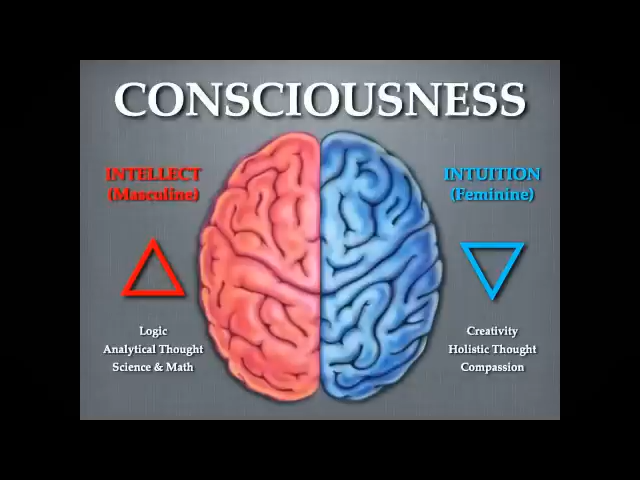 CONSCIOUSNESS
INTELLECT
(Masculine)
Logic
Analytical Thought
Science & Math
INTUITION
(Feminine)
Creativity
Holistic Thought
Compassion